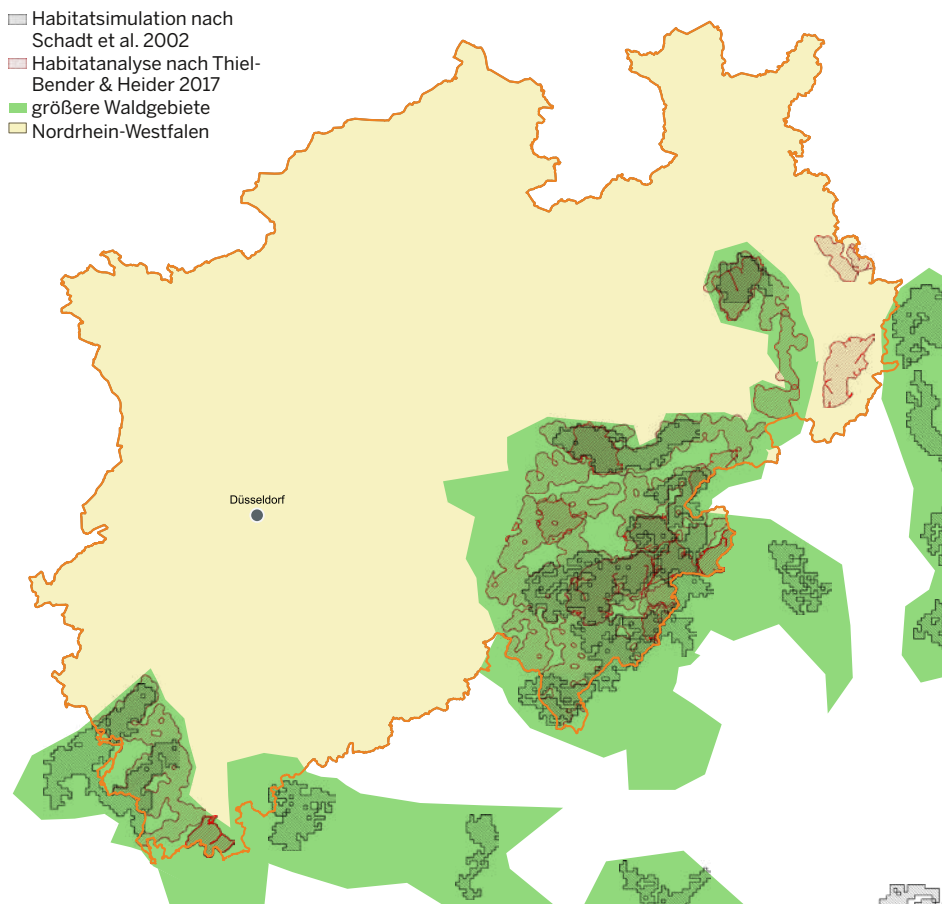 Habitatsimulation nach
Schadt et al. 2002
Habitatanalyse nach Thiel-
Bender & Heider 2017
größere Waldgebiete
Nordrhein-Westfalen
Düsseldorf